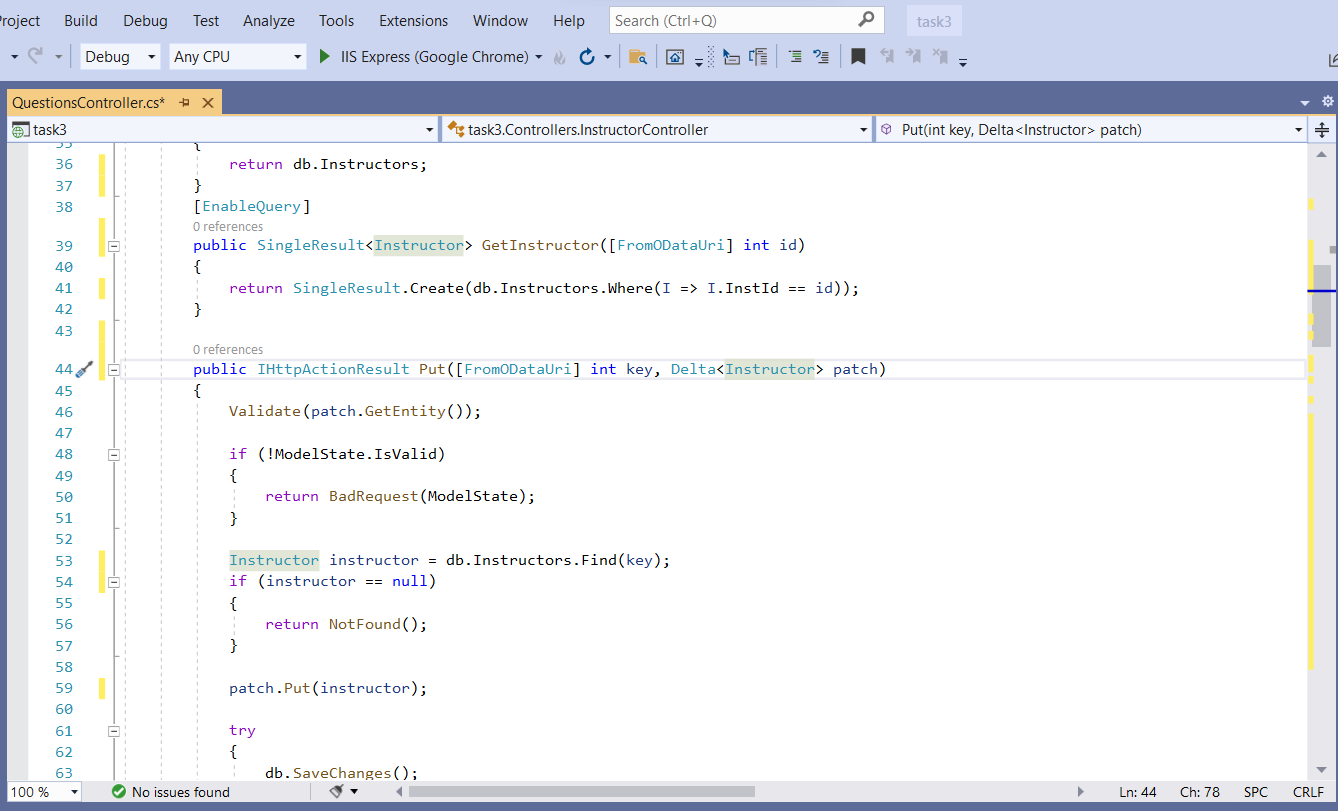 Project Build Debug Test Analyze Tools Extensions Window Help Search (Ctrl+Q) task3
Debug Any CPU IIS Express (Google Chrome)
QuestionsController.cs*
task3 task3.Controllers.InstructorController Put(int key, Delta<Instructor> patch)
35 {
36 return db.Instructors;
37 }
38 [EnableQuery]
0 references
39 public SingleResult<Instructor> GetInstructor([FromODataUri] int id)
40 {
41 return SingleResult.Create(db.Instructors.Where(I => I.InstId == id));
42 }
43
0 references
44 public IHttpActionResult Put([FromODataUri] int key, Delta<Instructor> patch)
45 {
46 Validate(patch.GetEntity());
47
48 if (!ModelState.IsValid)
49 {
50 return BadRequest(ModelState);
51 }
52
53 Instructor instructor = db.Instructors.Find(key);
54 if (instructor == null)
55 {
56 return NotFound();
57 }
58
59 patch.Put(instructor);
60
61 try
62 {
63 db.SaveChanges();
100 % No issues found Ln: 44 Ch: 78 SPC CRLF